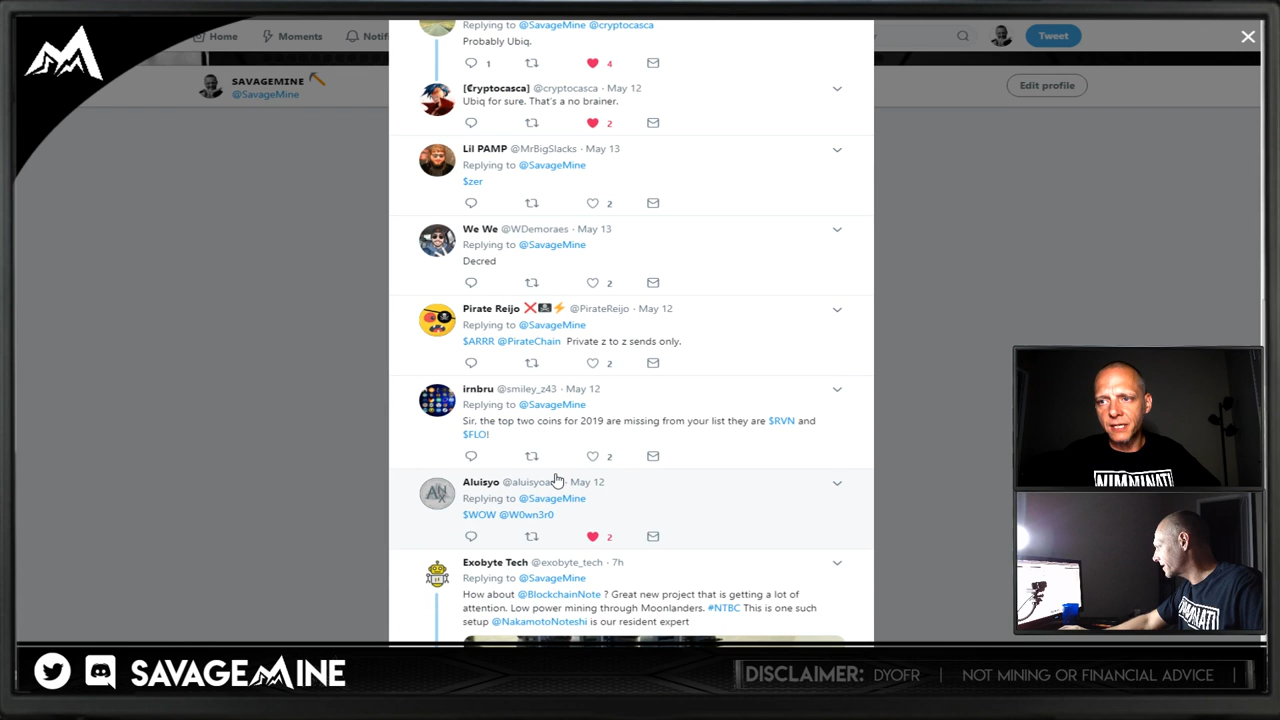 Replying to @SavageMine @cryptocasca
Home
Moments
Tweet
Probably Ubiq.
1
4
SAVAGEMINE
@SavageMine
Edit profile
[₵ryptocasca] @cryptocasca · May 12
Ubiq for sure. That's a no brainer.
2
Lil PAMP @MrBigSlacks · May 13
Replying to @SavageMine
$zer
2
We We @WDemoraes · May 13
Replying to @SavageMine
Decred
2
Pirate Reijo ❌🏴‍☠️⚡ @PirateReijo · May 12
Replying to @SavageMine
$ARRR @PirateChain Private z to z sends only.
2
irnbru @smiley_z43 · May 12
Replying to @SavageMine
Sir, the top two coins for 2019 are missing from your list they are $RVN and
$FLO!
2
Aluisyo · May 12
Replying to @SavageMine
$WOW @W0wn3r0
2
Exobyte Tech @exobyte_tech · 7h
Replying to @SavageMine
How about @BlockchainNote ? Great new project that is getting a lot of
attention. Low power mining through Moonlanders. #NTBC This is one such
setup @NakamotoNoteshi is our resident expert
SAVAGEMINE
DISCLAIMER: DYOFR | NOT MINING OR FINANCIAL ADVICE |